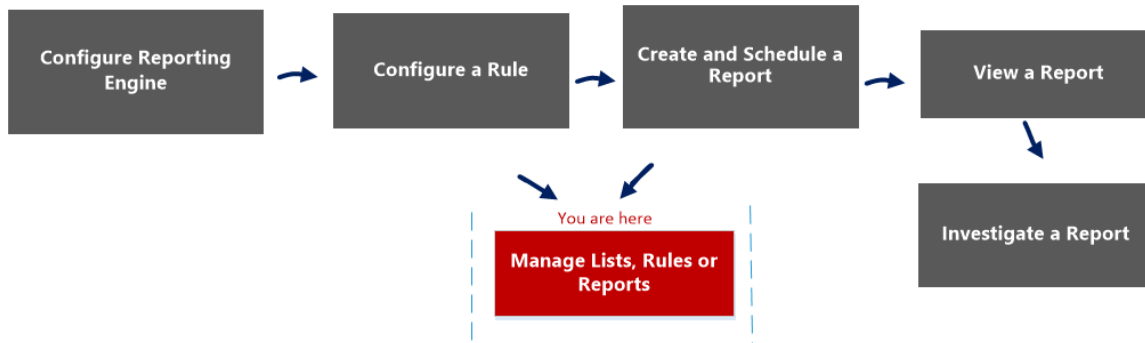 Configure Reporting
Engine
Configure a Rule
Create and Schedule a
Report
View a Report
You are here
Manage Lists, Rules or
Reports
Investigate a Report